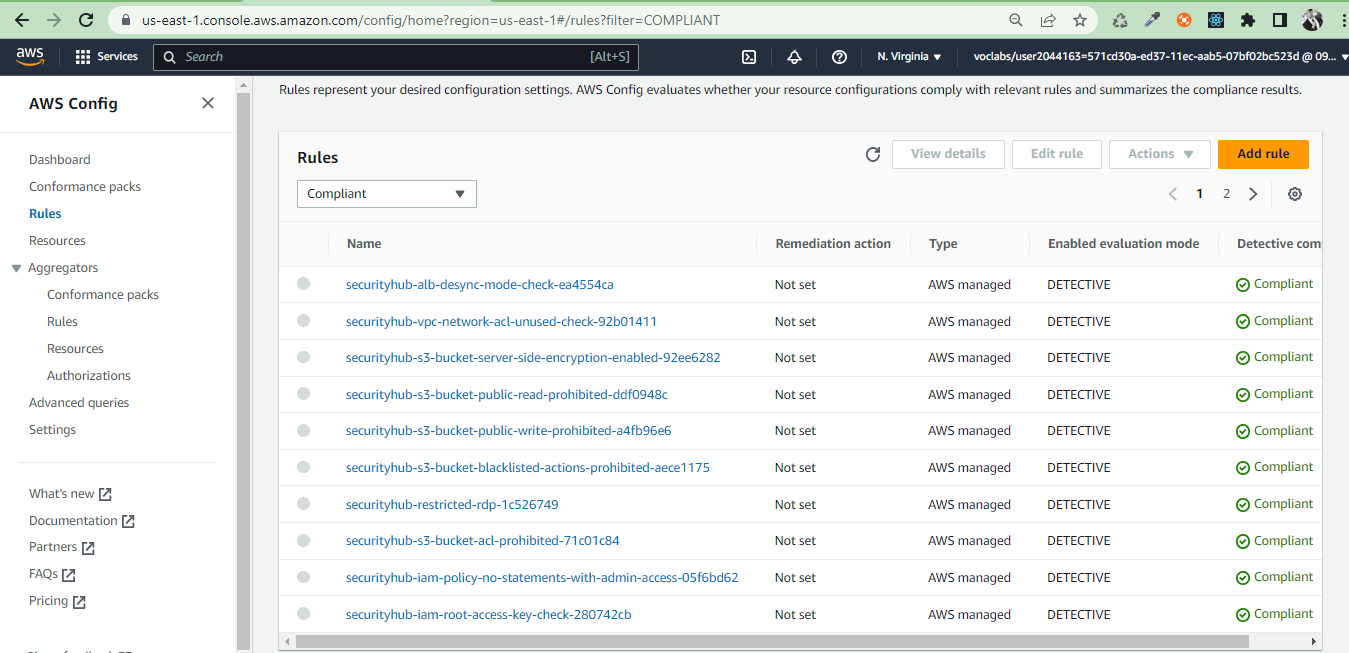 us-east-1.console.aws.amazon.com/config/home?region=us-east-1#/rules?filter=COMPLIANT
aws Services Search [Alt+S] N. Virginia voclabs/user2044163=571cd30a-ed37-11ec-aab5-07bf02bc523d @ 09...
AWS Config
Dashboard
Conformance packs
Rules
Resources
Aggregators
Conformance packs
Rules
Resources
Authorizations
Advanced queries
Settings
What's new
Documentation
Partners
FAQs
Pricing
Rules represent your desired configuration settings. AWS Config evaluates whether your resource configurations comply with relevant rules and summarizes the compliance results.
Rules View details Edit rule Actions Add rule
Compliant 1 2
Name Remediation action Type Enabled evaluation mode Detective com
securityhub-alb-desync-mode-check-ea4554ca Not set AWS managed DETECTIVE Compliant
securityhub-vpc-network-acl-unused-check-92b01411 Not set AWS managed DETECTIVE Compliant
securityhub-s3-bucket-server-side-encryption-enabled-92ee6282 Not set AWS managed DETECTIVE Compliant
securityhub-s3-bucket-public-read-prohibited-ddf0948c Not set AWS managed DETECTIVE Compliant
securityhub-s3-bucket-public-write-prohibited-a4fb96e6 Not set AWS managed DETECTIVE Compliant
securityhub-s3-bucket-blacklisted-actions-prohibited-aece1175 Not set AWS managed DETECTIVE Compliant
securityhub-restricted-rdp-1c526749 Not set AWS managed DETECTIVE Compliant
securityhub-s3-bucket-acl-prohibited-71c01c84 Not set AWS managed DETECTIVE Compliant
securityhub-iam-policy-no-statements-with-admin-access-05f6bd62 Not set AWS managed DETECTIVE Compliant
securityhub-iam-root-access-key-check-280742cb Not set AWS managed DETECTIVE Compliant